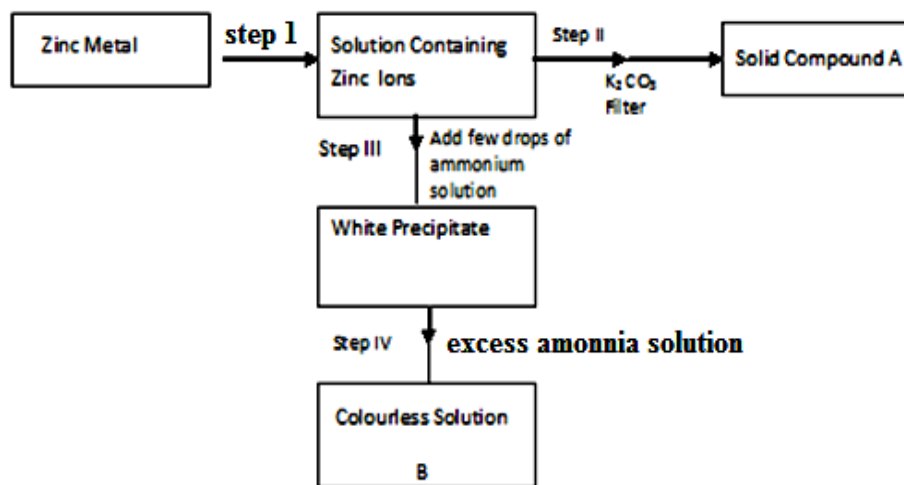 Zinc Metal
step 1
Solution Containing
Zinc Ions
Step II
K₂CO₃
Filter
Solid Compound A
Step III
Add few drops of
ammonium
solution
White Precipitate
Step IV
excess amonnia solution
Colourless Solution
B